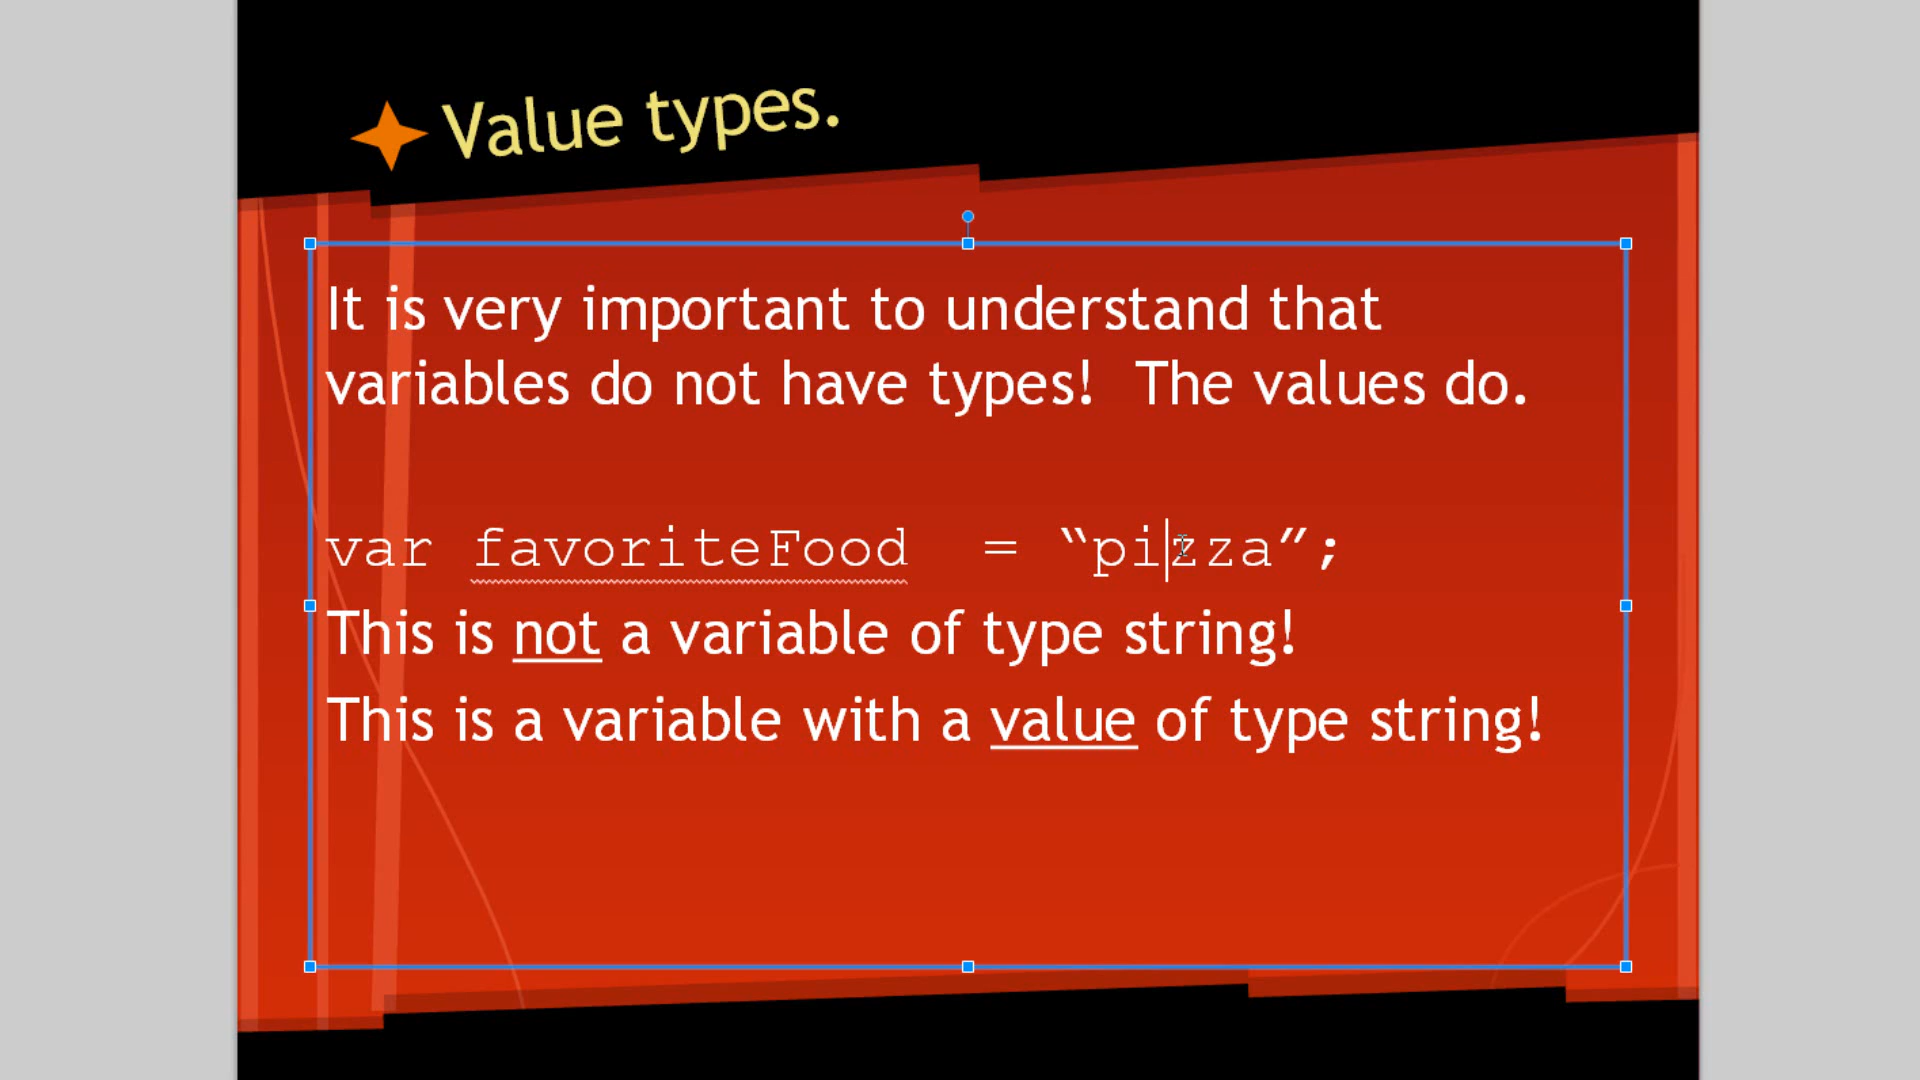 Value types.
It is very important to understand that
variables do not have types!  The values do.
var favoriteFood  = “pizza”;
This is not a variable of type string!
This is a variable with a value of type string!